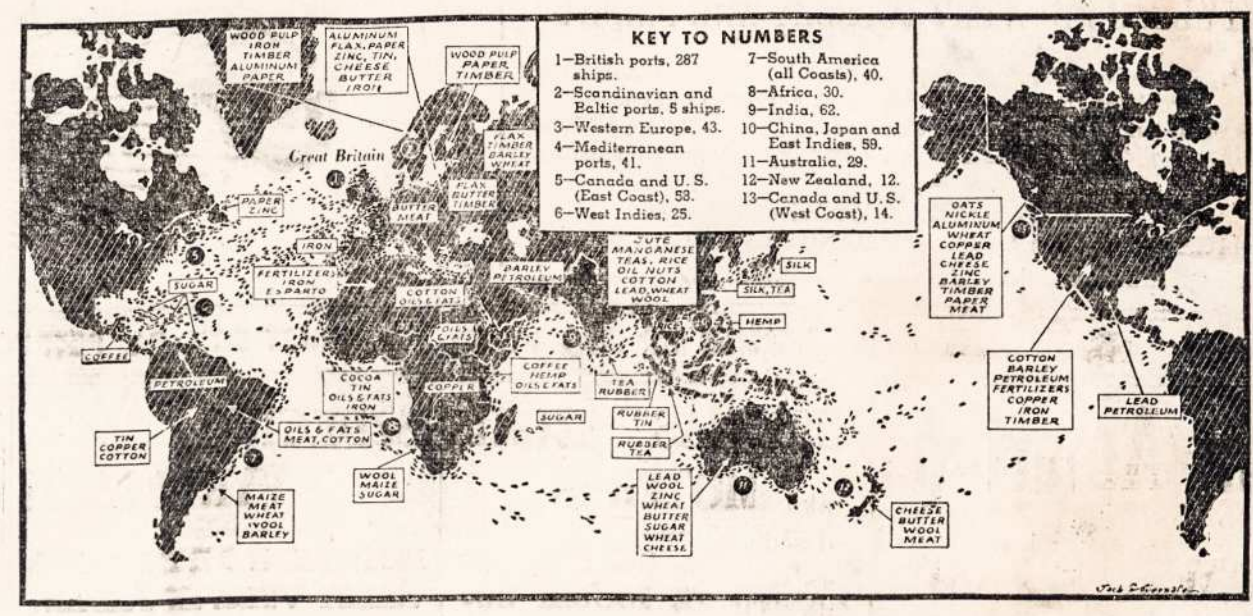 WOOD PULP
IRON
TIMBER
ALUMINUM
PAPER
ALUMINUM
FLAX, PAPER
ZINC, TIN,
CHEESE
BUTTER
IRON
WOOD PULP
PAPER
TIMBER
KEY TO NUMBERS
1—British ports, 287
ships.
2—Scandinavian and
Baltic ports, 5 ships.
3—Western Europe, 43.
4—Mediterranean
ports, 41.
5—Canada and U. S.
(East Coast), 58.
6—West Indies, 25.
7—South America
(all Coasts), 40.
8—Africa, 30.
9—India, 62.
10—China, Japan and
East Indies, 59.
11—Australia, 29.
12—New Zealand, 12.
13—Canada and U. S.
(West Coast), 14.
FLAX
TIMBER
BARLEY
WHEAT
Great Britain
FLAX
BUTTER
TIMBER
BUTTER
MEAT
PAPER
ZINC
IRON
SUGAR
FERTILIZERS
IRON
ESPARTO
COTTON
OILS & FATS
BARLEY
PETROLEUM
JUTE
MANGANESE
TEAS, RICE
OIL NUTS
COTTON
LEAD, WHEAT
WOOL
SILK
SILK, TEA
HEMP
RICE
OATS
NICKLE
ALUMINUM
WHEAT
COPPER
LEAD
CHEESE
ZINC
BARLEY
TIMBER
PAPER
MEAT
COFFEE
OILS
& FATS
PETROLEUM
COCOA
TIN
OILS & FATS
IRON
COPPER
COFFEE
HEMP
OILS & FATS
TEA
RUBBER
SUGAR
RUBBER
TIN
RUBBER
TEA
COTTON
BARLEY
PETROLEUM
FERTILIZERS
COPPER
IRON
TIMBER
LEAD
PETROLEUM
TIN
COPPER
COTTON
OILS & FATS
MEAT, COTTON
WOOL
MAIZE
SUGAR
7
11
MAIZE
MEAT
WHEAT
WOOL
BARLEY
LEAD
WOOL
ZINC
WHEAT
BUTTER
SUGAR
WHEAT
CHEESE
CHEESE
BUTTER
WOOL
MEAT